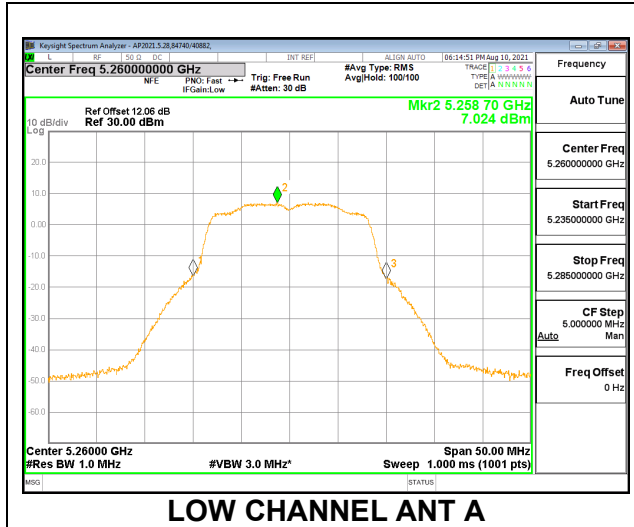 Keysight Spectrum Analyzer - AP2021.5.28,84740/40882,
L RF 50 Ω DC INT REF ALIGN AUTO 06:14:51 PM Aug 10, 2021
Center Freq 5.260000000 GHz #Avg Type: RMS TRACE 1 2 3 4 5 6
NFE PNO: Fast Trig: Free Run Avg|Hold: 100/100 TYPE A WWWWW
IFGain:Low #Atten: 30 dB DET A N N N N N
Mkr2 5.258 70 GHz
7.024 dBm
Ref Offset 12.06 dB
10 dB/div Ref 30.00 dBm
Log
20.0
10.0
0.00
-10.0
-20.0
-30.0
-40.0
-50.0
-60.0
1
2
3
Center 5.26000 GHz Span 50.00 MHz
#Res BW 1.0 MHz #VBW 3.0 MHz* Sweep 1.000 ms (1001 pts)
MSG STATUS
Frequency
Auto Tune
Center Freq
5.260000000 GHz
Start Freq
5.235000000 GHz
Stop Freq
5.285000000 GHz
CF Step
5.000000 MHz
Auto Man
Freq Offset
0 Hz
LOW CHANNEL ANT A